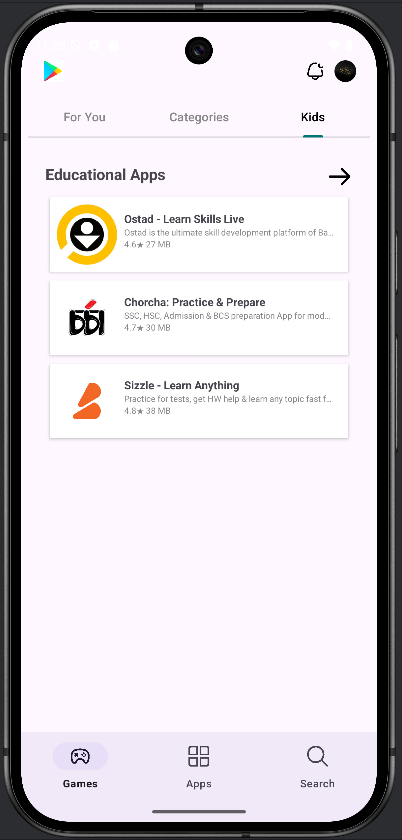 For You
Categories
Kids
Educational Apps
Ostad - Learn Skills Live
Ostad is the ultimate skill development platform of Ba...
4.6★ 27 MB
Chorcha: Practice & Prepare
SSC, HSC, Admission & BCS preparation App for mod...
4.7★ 30 MB
Sizzle - Learn Anything
Practice for tests, get HW help & learn any topic fast f...
4.8★ 38 MB
Games
Apps
Search